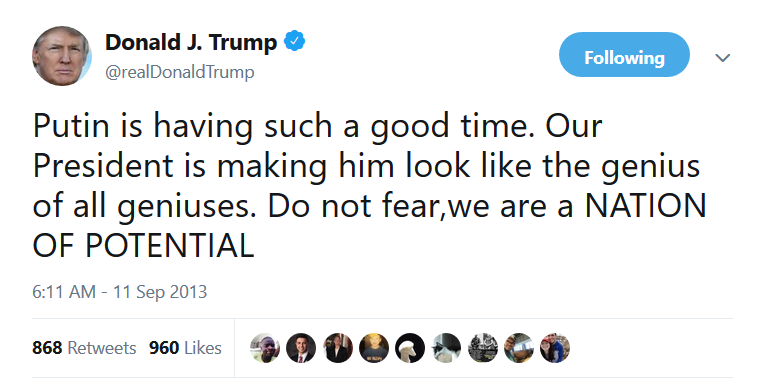 Donald J. Trump
Following
@realDonaldTrump
Putin is having such a good time. Our
President is making him look like the genius
of all geniuses. Do not fear,we are a NATION
OF POTENTIAL
6:11 AM - 11 Sep 2013
868 Retweets 960 Likes